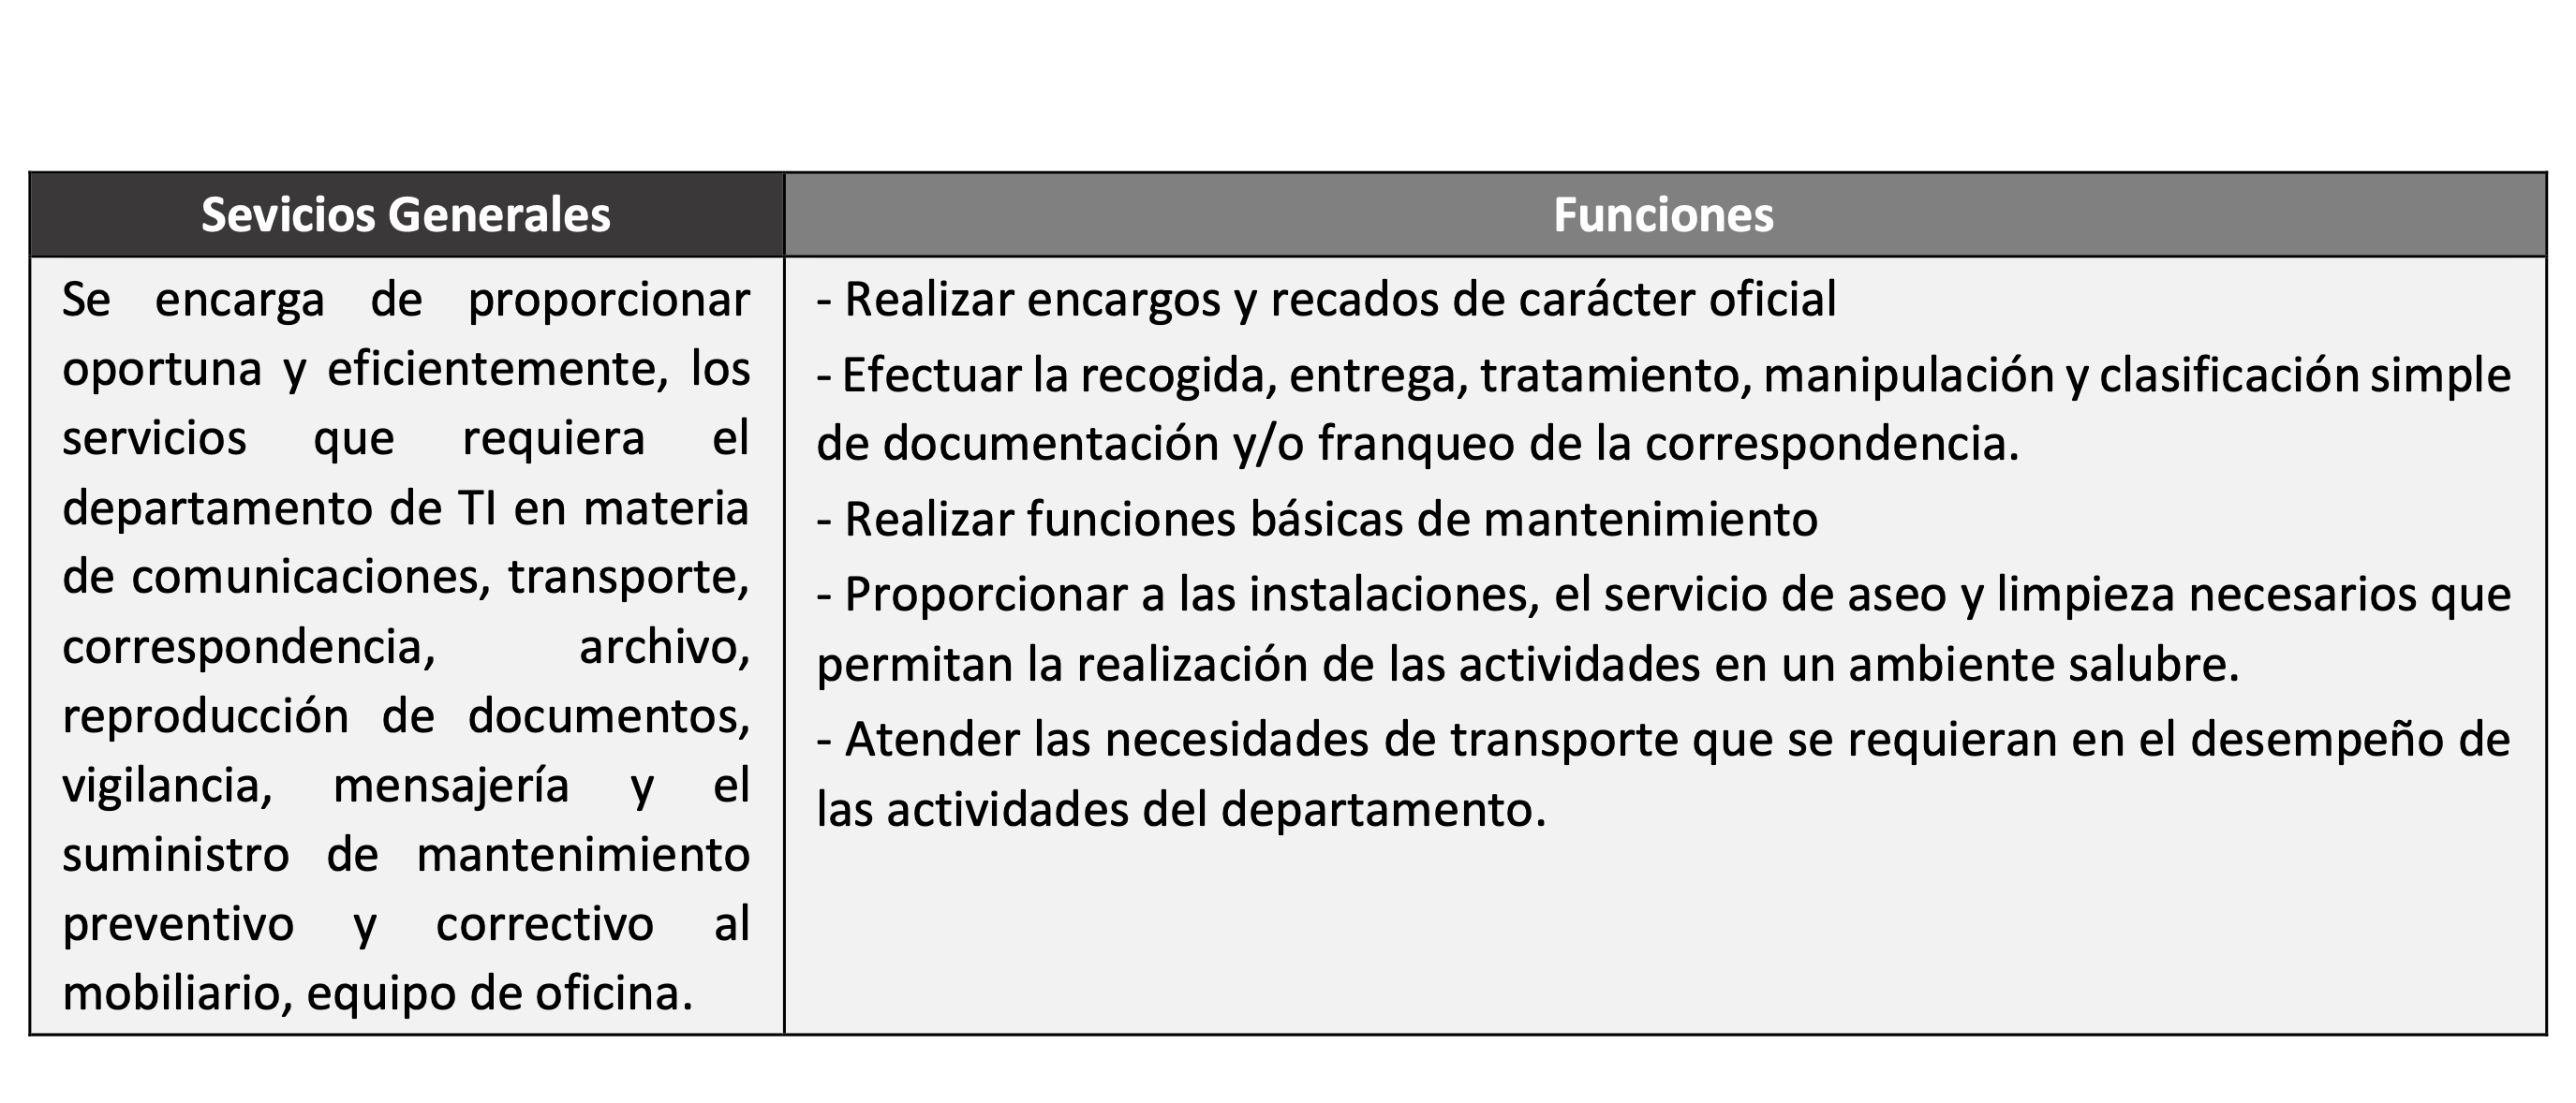 Sevicios Generales
Funciones
Se encarga de proporcionar
oportuna y eficientemente, los
servicios que requiera el
departamento de TI en materia
de comunicaciones, transporte,
correspondencia, archivo,
reproducción de documentos,
vigilancia, mensajería y el
suministro de mantenimiento
preventivo y correctivo al
mobiliario, equipo de oficina.
- Realizar encargos y recados de carácter oficial
- Efectuar la recogida, entrega, tratamiento, manipulación y clasificación simple
de documentación y/o franqueo de la correspondencia.
- Realizar funciones básicas de mantenimiento
- Proporcionar a las instalaciones, el servicio de aseo y limpieza necesarios que
permitan la realización de las actividades en un ambiente salubre.
- Atender las necesidades de transporte que se requieran en el desempeño de
las actividades del departamento.